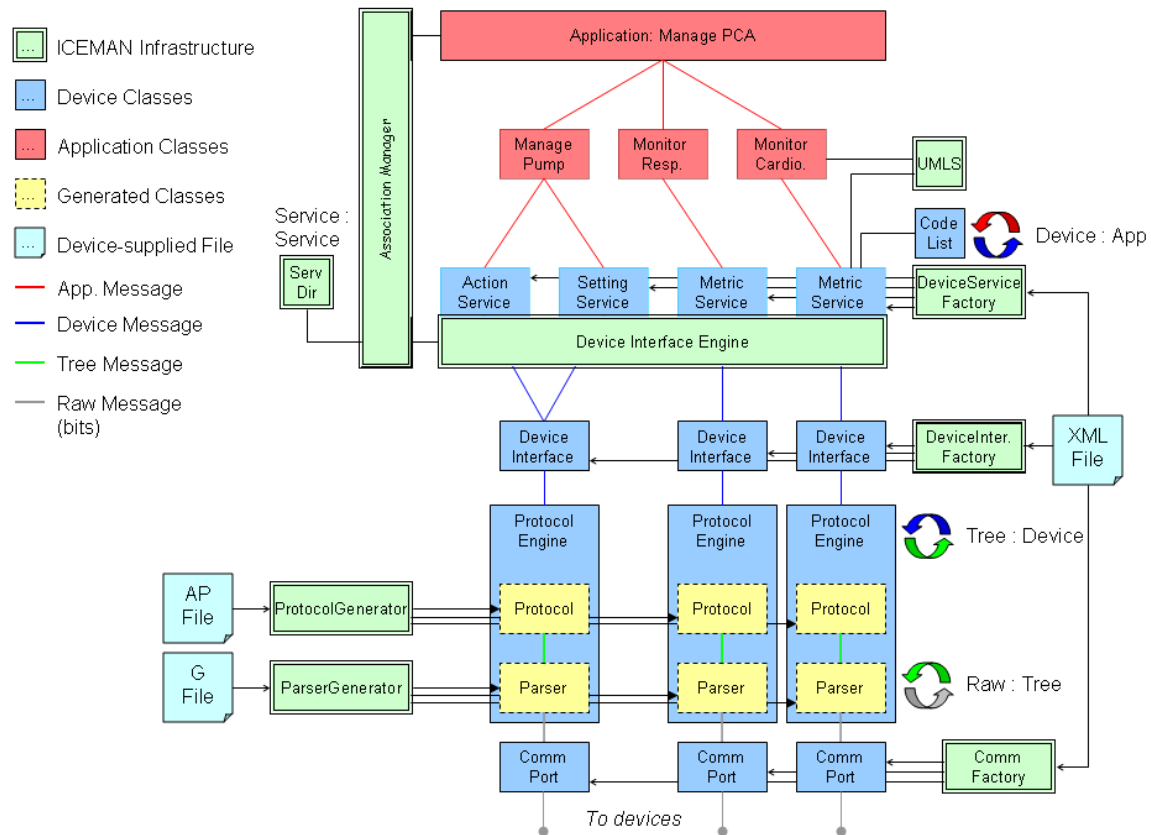 ...
ICEMAN Infrastructure
...
Device Classes
...
Application Classes
...
Generated Classes
...
Device-supplied File
App. Message
Device Message
Tree Message
Raw Message
(bits)
Association Manager
Application: Manage PCA
Manage
Pump
Monitor
Resp.
Monitor
Cardio.
UMLS
Code
List
Device : App
Service :
Service
Serv
Dir
Action
Service
Setting
Service
Metric
Service
Metric
Service
DeviceService
Factory
Device Interface Engine
Device
Interface
Device
Interface
Device
Interface
DeviceInter.
Factory
XML
File
Protocol
Engine
Protocol
Engine
Protocol
Engine
Tree : Device
AP
File
ProtocolGenerator
Protocol
Protocol
Protocol
G
File
ParserGenerator
Parser
Parser
Parser
Raw : Tree
Comm
Port
Comm
Port
Comm
Port
Comm
Factory
To devices